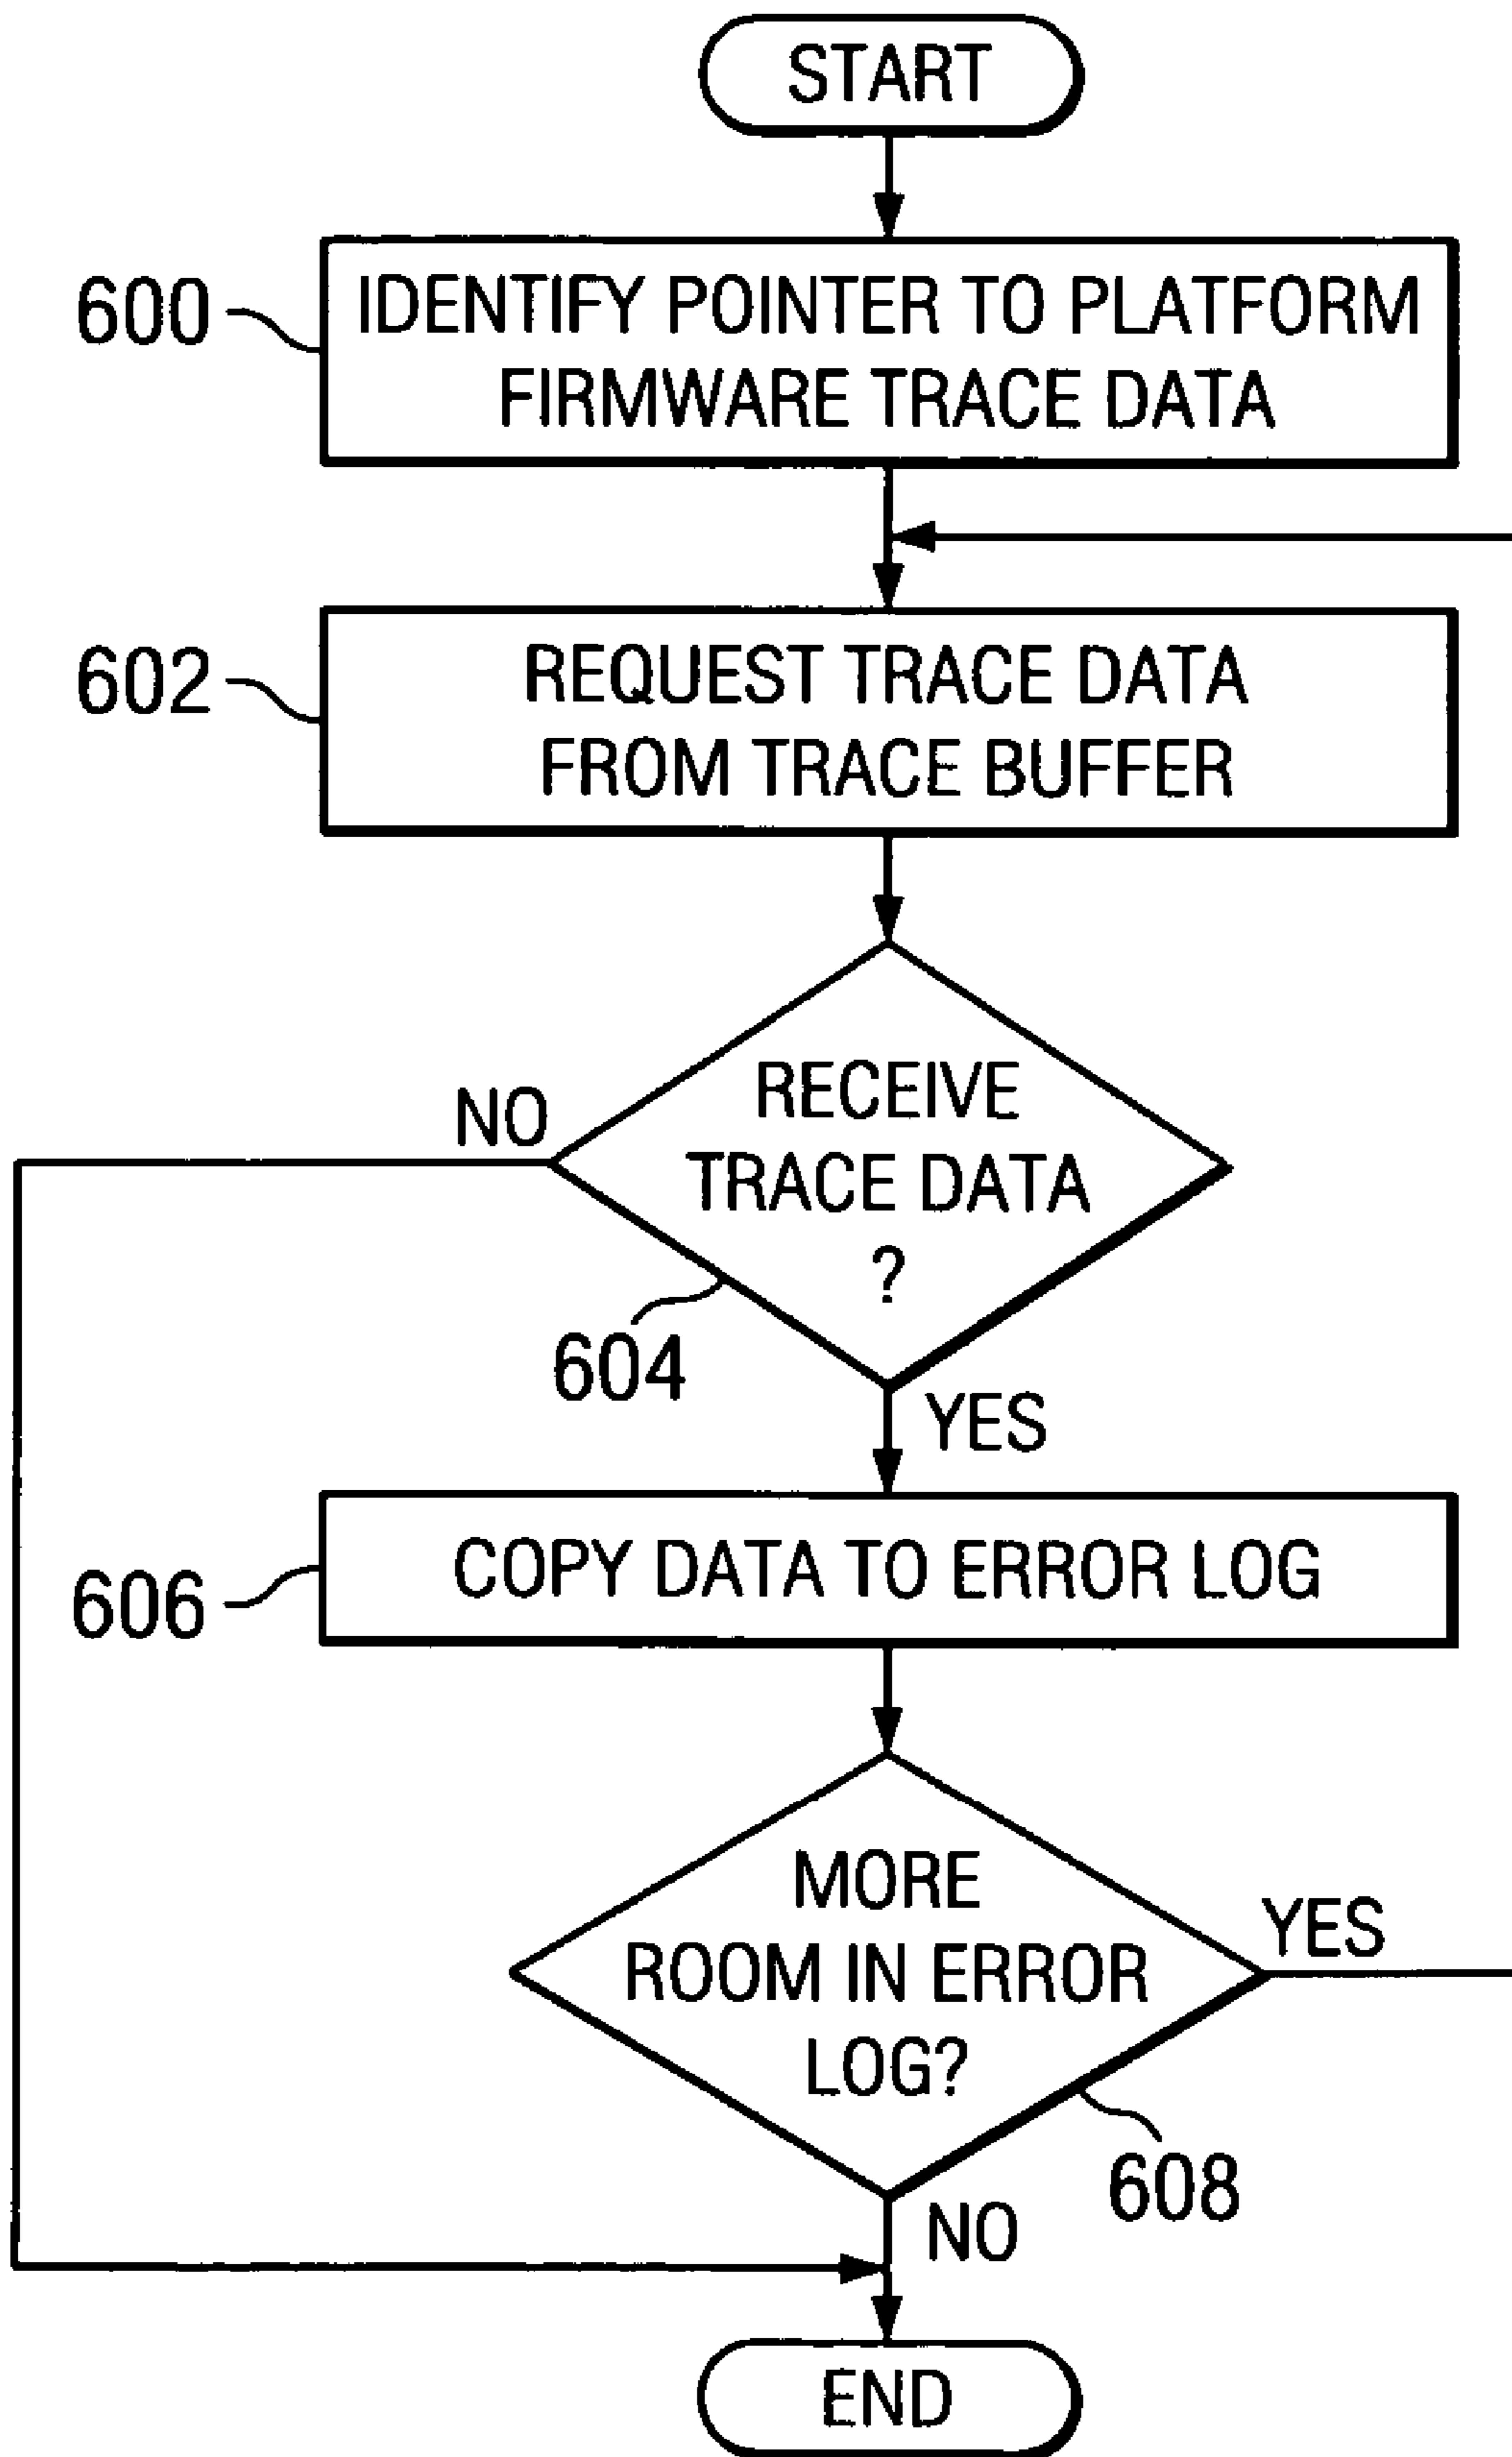 START
600
IDENTIFY POINTER TO PLATFORM
FIRMWARE TRACE DATA
602
REQUEST TRACE DATA
FROM TRACE BUFFER
NO
RECEIVE
TRACE DATA
?
604
YES
606
COPY DATA TO ERROR LOG
MORE
ROOM IN ERROR
LOG?
YES
608
NO
END